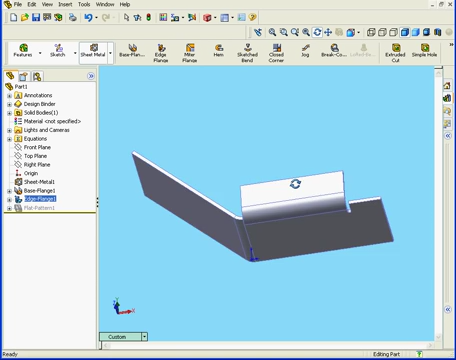 File Edit View Insert Tools Window Help
Features
Sketch
Sheet Metal
Base-Flan...
Edge Flange
Miter Flange
Hem
Sketched Bend
Closed Corner
Jog
Break-Co...
Extruded Cut
Simple Hole
Part1
Annotations
Design Binder
Solid Bodies(1)
Material <not specified>
Lights and Cameras
Equations
Front Plane
Top Plane
Right Plane
Origin
Sheet-Metal1
Base-Flange1
Edge-Flange1
Flat-Pattern1
Custom
Ready
Editing Part